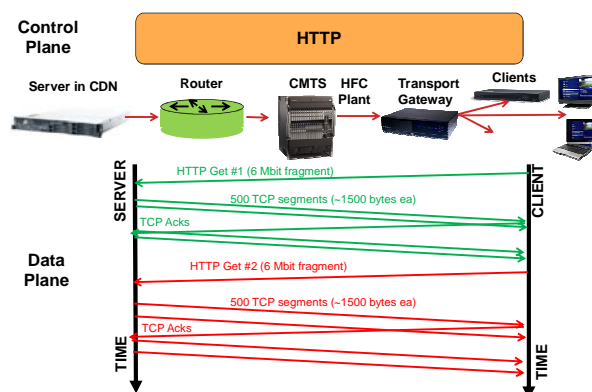 Control
Plane
HTTP
Server in CDN
Router
CMTS
HFC
Plant
Transport
Gateway
Clients
SERVER
CLIENT
HTTP Get #1 (6 Mbit fragment)
500 TCP segments (~1500 bytes ea)
TCP Acks
Data
Plane
HTTP Get #2 (6 Mbit fragment)
500 TCP segments (~1500 bytes ea)
TCP Acks
TIME
TIME